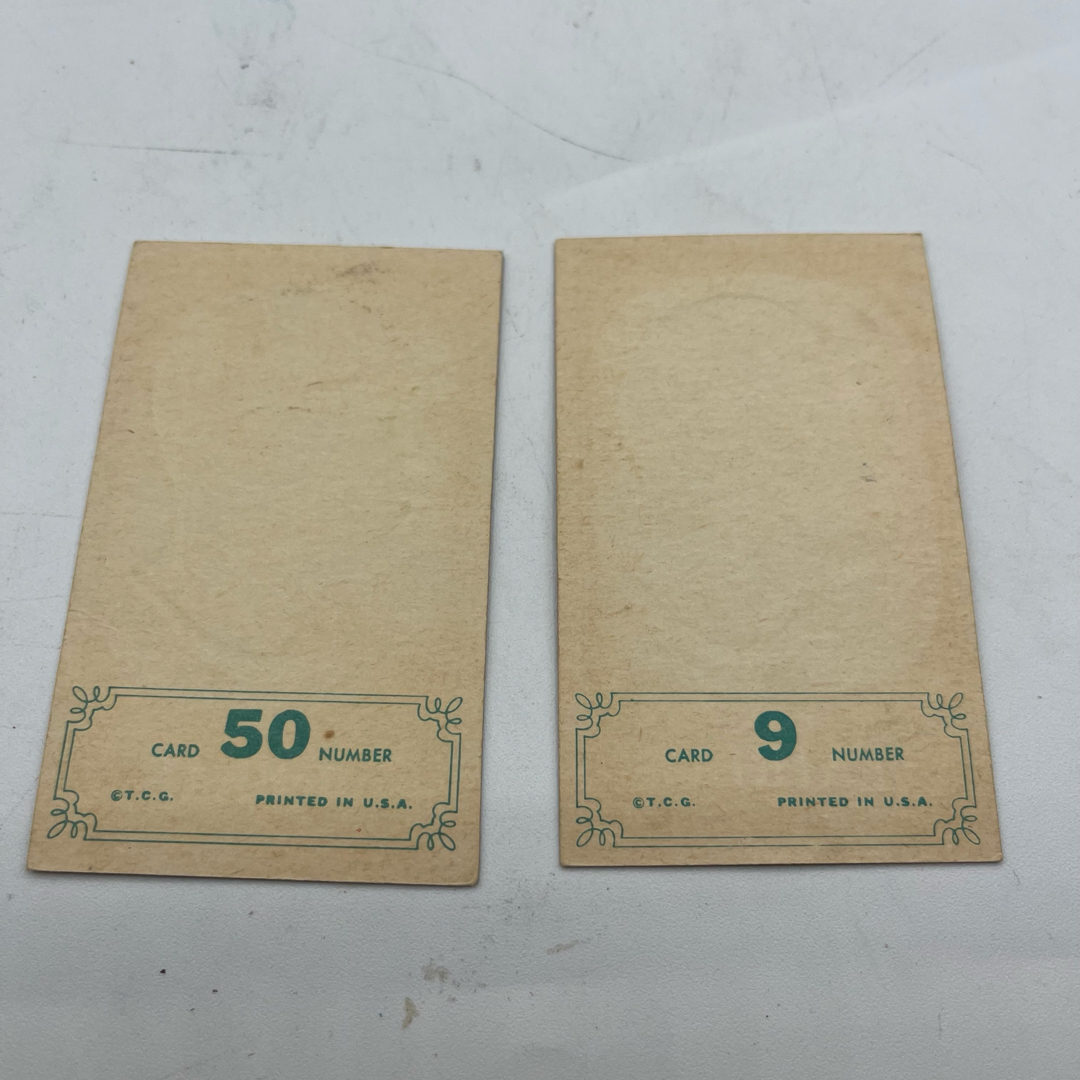 CARD 50 NUMBER
©T.C.G. PRINTED IN U.S.A.
CARD 9 NUMBER
©T.C.G. PRINTED IN U.S.A.